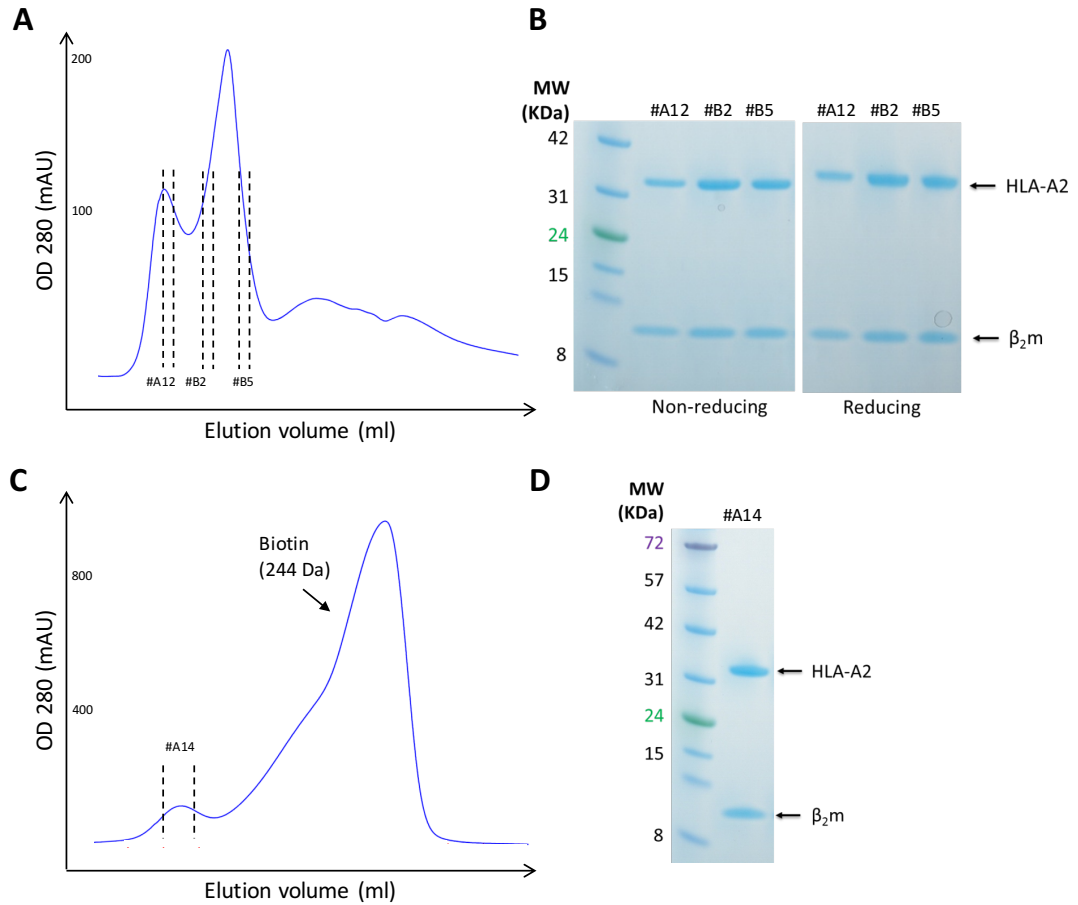 A
OD 280 (mAU)
200
100
#A12
#B2
#B5
Elution volume (ml)
B
MW
(KDa)
#A12 #B2 #B5
#A12 #B2 #B5
42
31
24
15
8
HLA-A2
β₂m
Non-reducing
Reducing
C
OD 280 (mAU)
800
400
Biotin
(244 Da)
#A14
Elution volume (ml)
D
MW
(KDa)
#A14
72
57
42
31
24
15
8
HLA-A2
β₂m